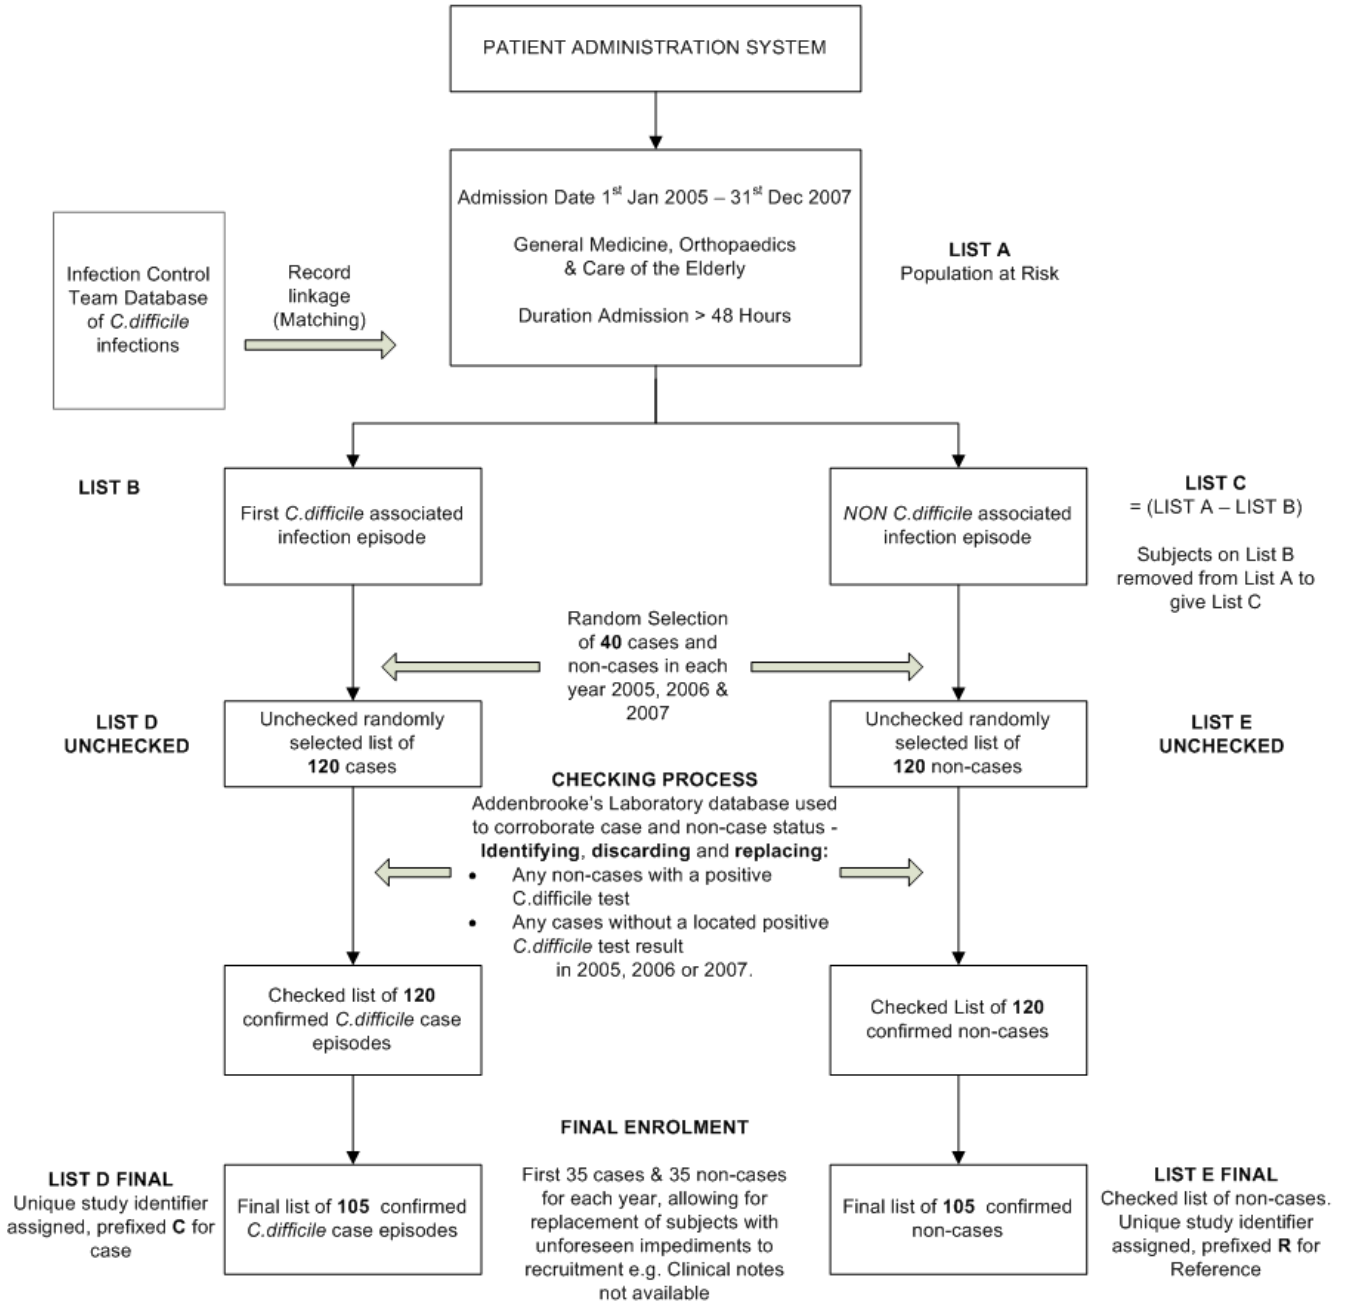 PATIENT ADMINISTRATION SYSTEM
Admission Date 1st Jan 2005 – 31st Dec 2007
General Medicine, Orthopaedics
& Care of the Elderly
Duration Admission > 48 Hours
LIST A
Population at Risk
Infection Control
Team Database
of C.difficile
infections
Record
linkage
(Matching)
LIST B
First C.difficile associated
infection episode
NON C.difficile associated
infection episode
LIST C
= (LIST A – LIST B)
Subjects on List B
removed from List A to
give List C
Random Selection
of 40 cases and
non-cases in each
year 2005, 2006 &
2007
LIST D
UNCHECKED
Unchecked randomly
selected list of
120 cases
Unchecked randomly
selected list of
120 non-cases
LIST E
UNCHECKED
CHECKING PROCESS
Addenbrooke's Laboratory database used
to corroborate case and non-case status -
Identifying, discarding and replacing:
• Any non-cases with a positive
C.difficile test
• Any cases without a located positive
C.difficile test result
in 2005, 2006 or 2007.
Checked list of 120
confirmed C.difficile case
episodes
Checked List of 120
confirmed non-cases
FINAL ENROLMENT
First 35 cases & 35 non-cases
for each year, allowing for
replacement of subjects with
unforeseen impediments to
recruitment e.g. Clinical notes
not available
LIST D FINAL
Unique study identifier
assigned, prefixed C for
case
Final list of 105 confirmed
C.difficile case episodes
Final list of 105 confirmed
non-cases
LIST E FINAL
Checked list of non-cases.
Unique study identifier
assigned, prefixed R for
Reference